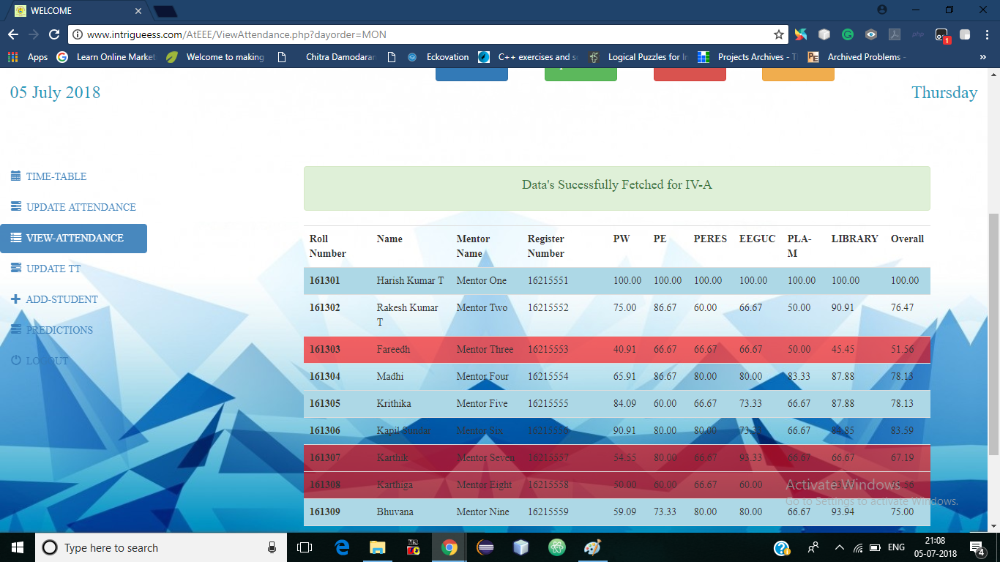 WELCOME
www.intrigueess.com/AtEEE/ViewAttendance.php?dayorder=MON
Apps Learn Online Market Welcome to making Chitra Damodaran Eckovation C++ exercises and so Logical Puzzles for In Projects Archives - T Archived Problems -
05 July 2018 Thursday
TIME-TABLE
UPDATE ATTENDANCE
VIEW-ATTENDANCE
UPDATE TT
ADD-STUDENT
PREDICTIONS
LOGOUT
Data's Sucessfully Fetched for IV-A
Roll Name Mentor Register PW PE PERES EEGUC PLA- LIBRARY Overall
Number Name Number M
161301 Harish Kumar T Mentor One 16215551 100.00 100.00 100.00 100.00 100.00 100.00 100.00
161302 Rakesh Kumar Mentor Two 16215552 75.00 86.67 60.00 66.67 50.00 90.91 76.47
T
161303 Fareedh Mentor Three 16215553 40.91 66.67 66.67 66.67 50.00 45.45 51.56
161304 Madhi Mentor Four 16215554 65.91 86.67 80.00 80.00 83.33 87.88 78.13
161305 Krithika Mentor Five 16215555 84.09 60.00 66.67 73.33 66.67 87.88 78.13
161306 Kapil Sundar Mentor Six 16215556 90.91 80.00 80.00 73.33 66.67 84.85 83.59
161307 Karthik Mentor Seven 16215557 54.55 80.00 66.67 93.33 66.67 66.67 67.19
161308 Karthiga Mentor Eight 16215558 50.00 60.00 66.67 60.00
161309 Bhuvana Mentor Nine 16215559 59.09 73.33 80.00 80.00 66.67 93.94 75.00
Activate Windows
Go to Settings to activate Windows.
Type here to search
ENG
21:08
05-07-2018
4